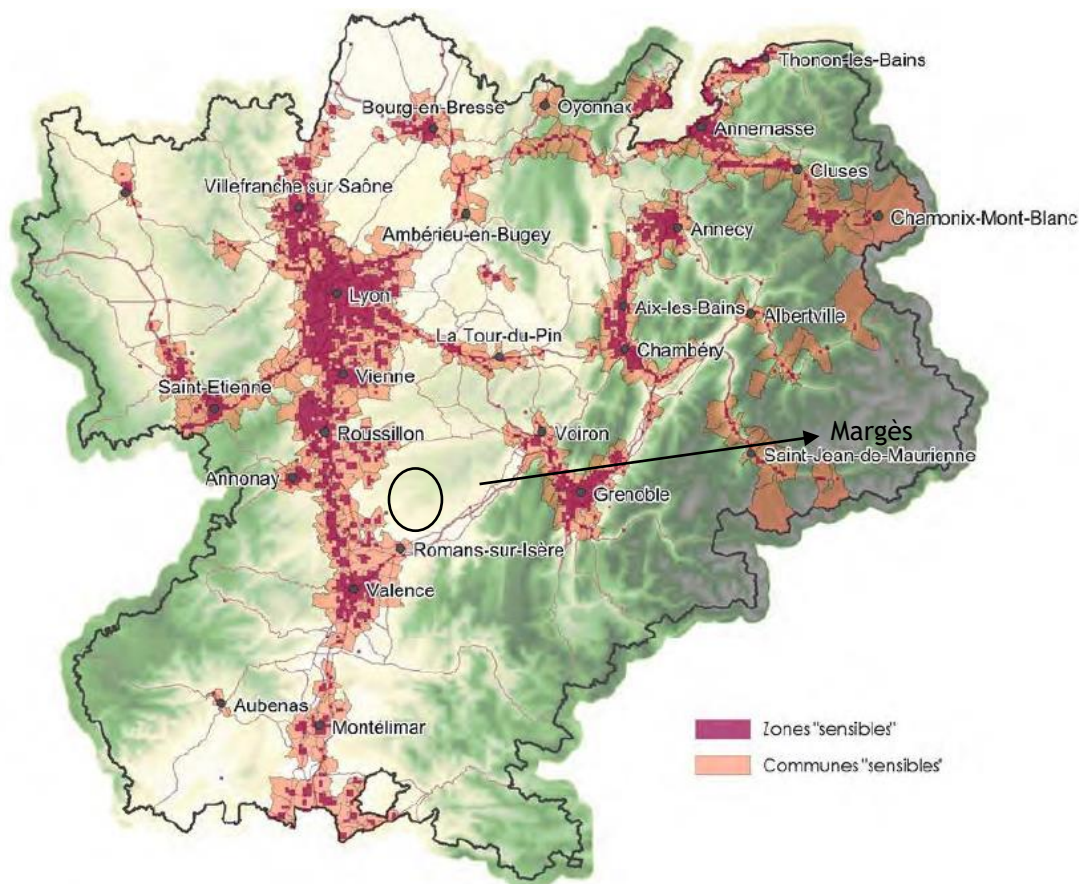 Thonon-les-Bains
Bourg-en-Bresse
Oyonnax
Annernasse
Cluses
Villefranche sur Saône
Chamonix-Mont-Blanc
Ambérieu-en-Bugey
Annecy
Lyon
Aix-les-Bains
Albertville
La Tour-du-Pin
Chambéry
Vienne
Saint-Etienne
Roussillon
Voiron
Margès
Saint-Jean-de-Maurienne
Annonay
Grenoble
Romans-sur-Isère
Valence
Aubenas
Montélimar
Zones "sensibles"
Communes "sensibles"